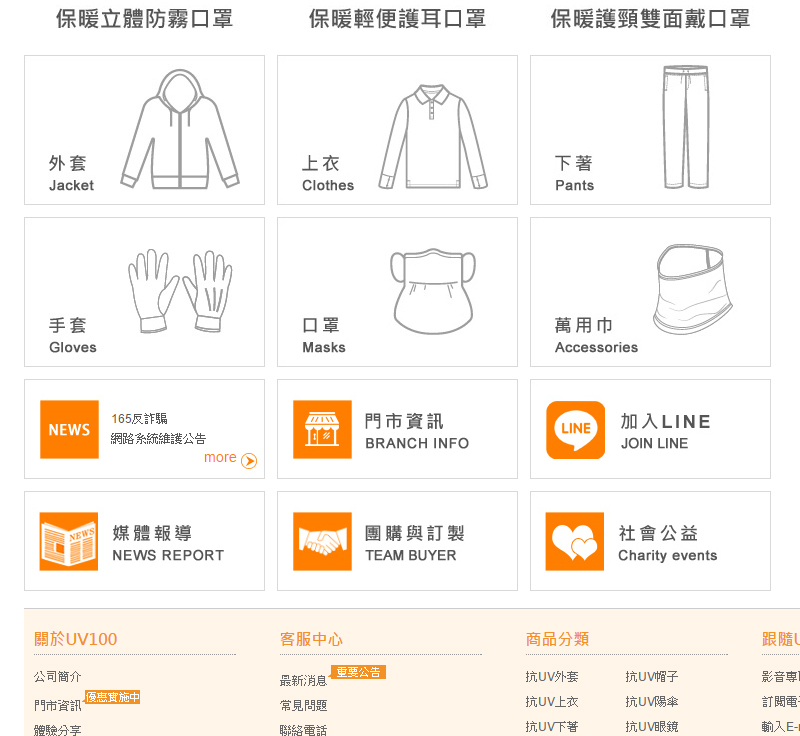 保暖立體防霧口罩
保暖輕便護耳口罩
保暖護頸雙面戴口罩
外套
Jacket
上衣
Clothes
下著
Pants
手套
Gloves
口罩
Masks
萬用巾
Accessories
NEWS
165反詐騙
網路系統維護公告
more
門市資訊
BRANCH INFO
LINE
加入LINE
JOIN LINE
NEWS
媒體報導
NEWS REPORT
團購與訂製
TEAM BUYER
社會公益
Charity events
關於UV100
公司簡介
門市資訊
優惠實施中
體驗分享
客服中心
最新消息
重要公告
常見問題
聯絡電話
商品分類
抗UV外套
抗UV帽子
抗UV上衣
抗UV陽傘
抗UV下著
抗UV眼鏡
跟隨U
影音專
訂閱電子
輸入E-